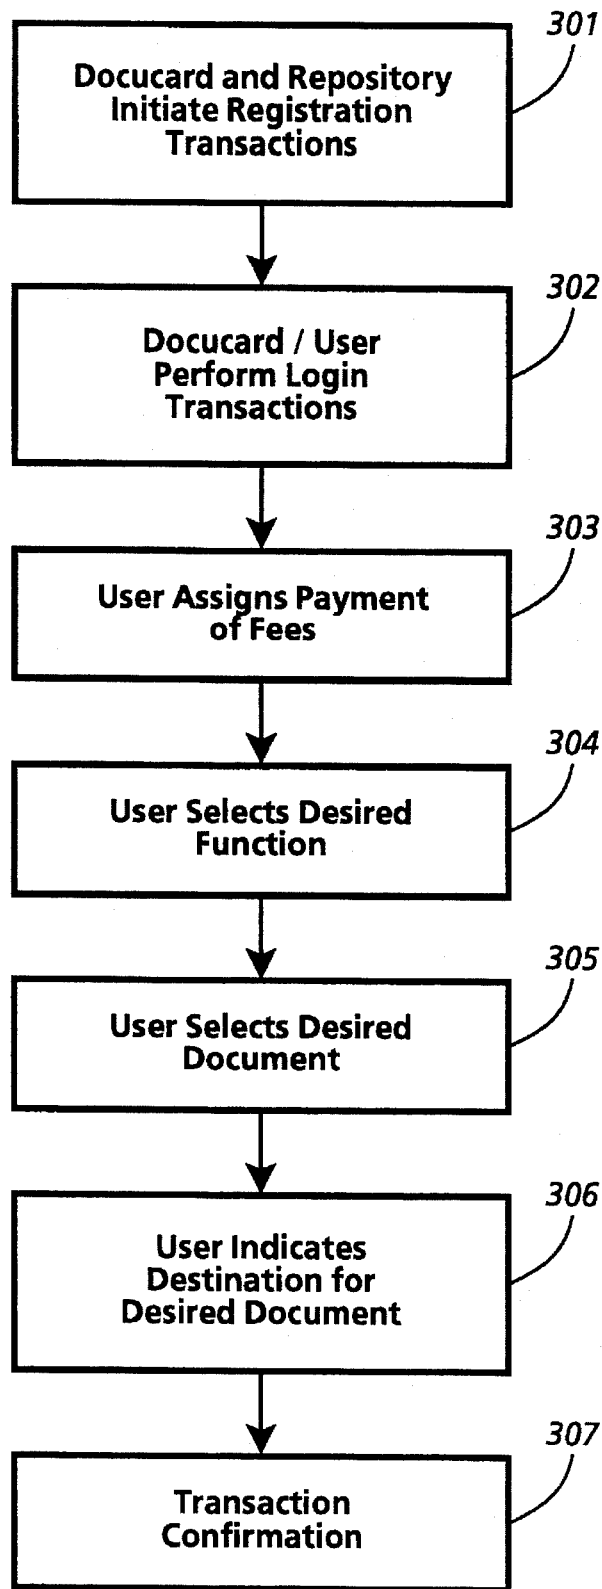 301
Docucard and Repository
Initiate Registration
Transactions
302
Docucard / User
Perform Login
Transactions
303
User Assigns Payment
of Fees
304
User Selects Desired
Function
305
User Selects Desired
Document
306
User Indicates
Destination for
Desired Document
307
Transaction
Confirmation